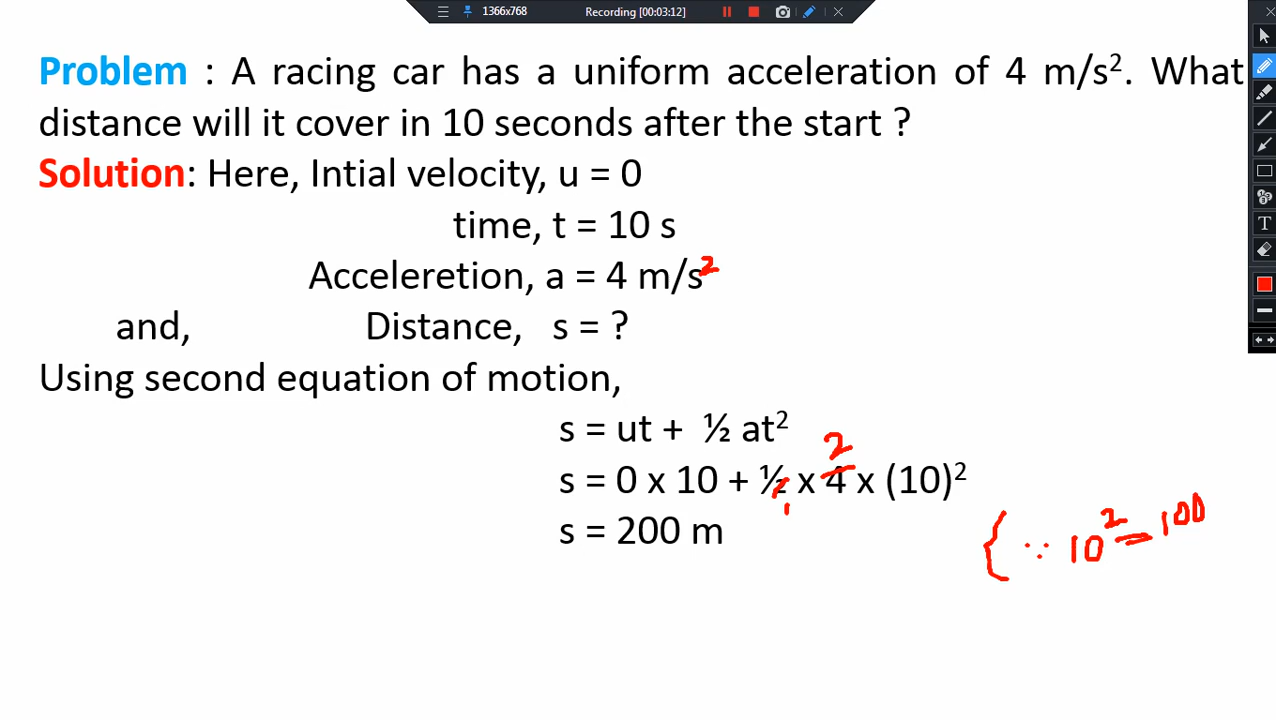 1366x768 Recording [00:03:12]
Problem : A racing car has a uniform acceleration of 4 m/s². What
distance will it cover in 10 seconds after the start ?
Solution: Here, Intial velocity, u = 0
time, t = 10 s
Acceleretion, a = 4 m/s²
and, Distance, s = ?
Using second equation of motion,
s = ut + ½ at²
2
s = 0 x 10 + ½ x 4 x (10)²
1
s = 200 m
{ ∵ 10² = 100